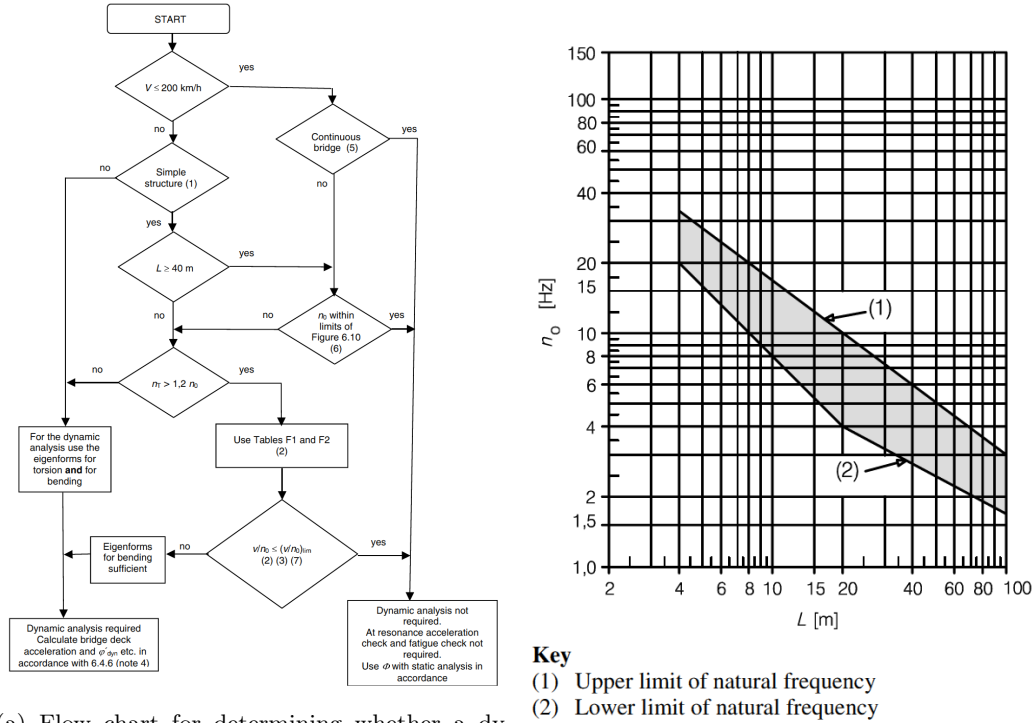 START
V ≤ 200 km/h
yes
no
Continuous
bridge (5)
yes
no
Simple
structure (1)
no
yes
L ≥ 40 m
yes
no
n0 within
limits of
Figure 6.10
(6)
no
yes
nT > 1,2 n0
no
yes
For the dynamic
analysis use the
eigenforms for
torsion and for
bending
Use Tables F1 and F2
(2)
v/n0 ≤ (v/n0)lim
(2) (3) (7)
no
yes
Eigenforms
for bending
sufficient
Dynamic analysis required
Calculate bridge deck
acceleration and φ´dyn etc. in
accordance with 6.4.6 (note 4)
Dynamic analysis not
required.
At resonance acceleration
check and fatigue check not
required.
Use Φ with static analysis in
accordance
(a) Flow chart for determining whether a dy-
150
100
80
60
40
20
15
10
8
6
4
2
1,5
1,0
n0 [Hz]
(1)
(2)
2 4 6 8 10 15 20 40 60 80 100
L [m]
Key
(1) Upper limit of natural frequency
(2) Lower limit of natural frequency